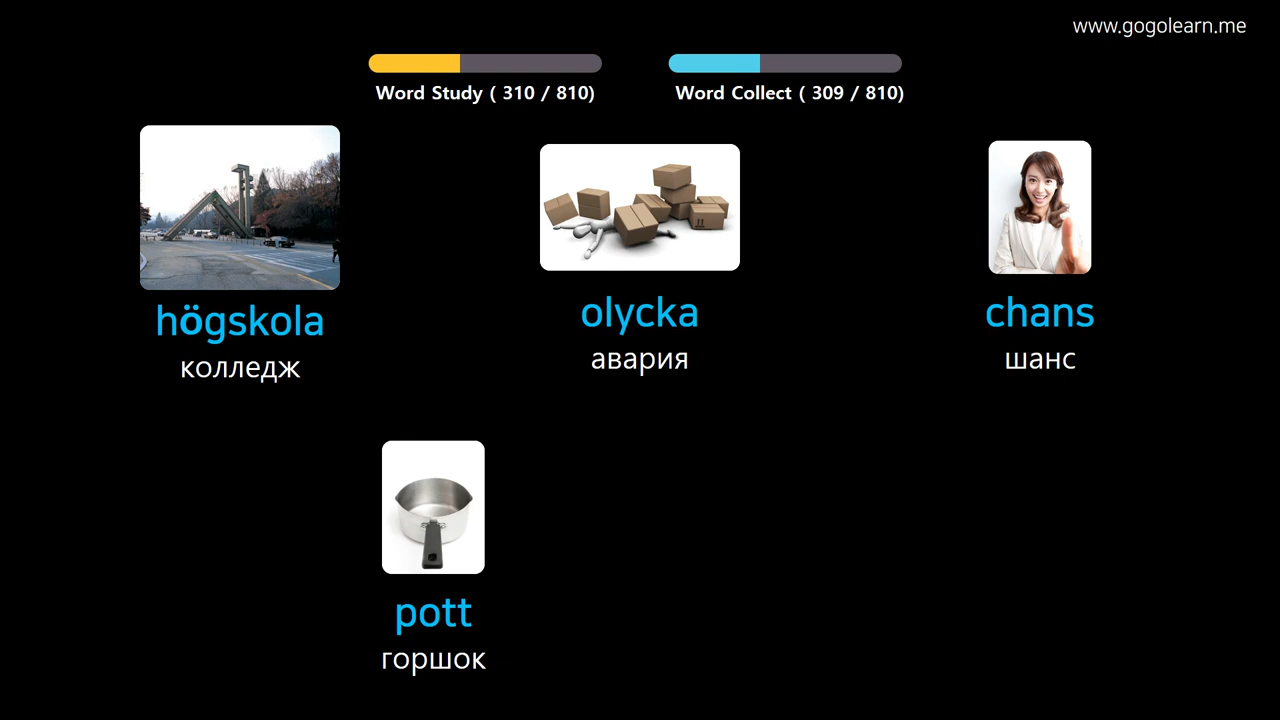 www.gogolearn.me
Word Study ( 310 / 810)
Word Collect ( 309 / 810)
högskola
колледж
olycka
авария
chans
шанс
pott
горшок